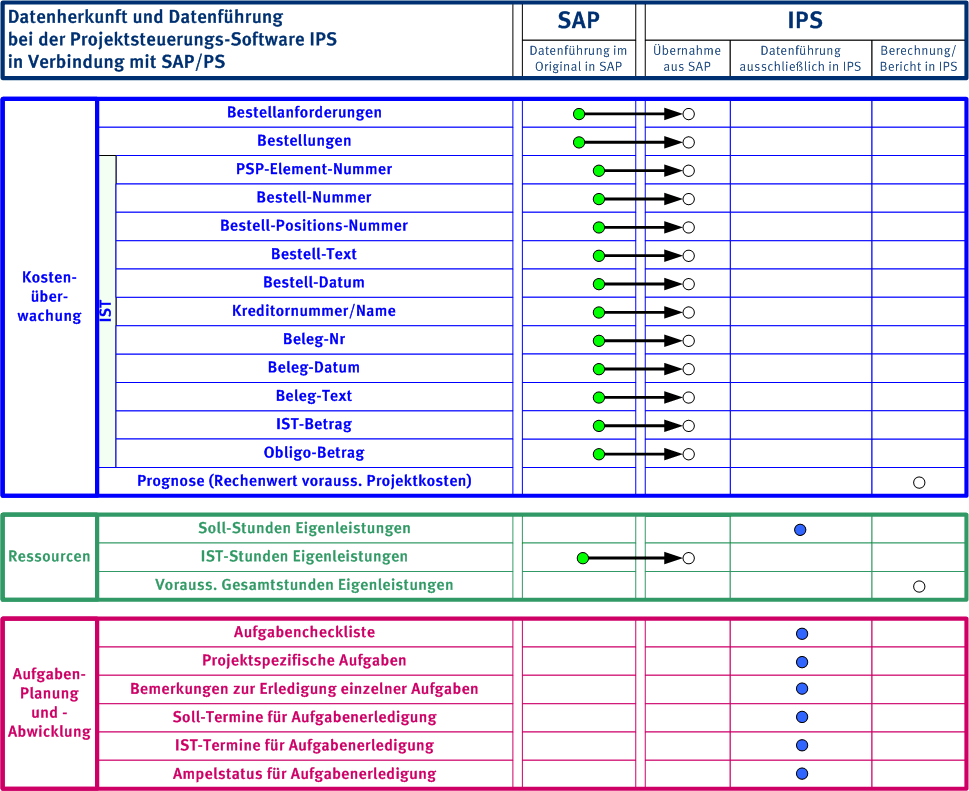 Datenherkunft und Datenführung
bei der Projektsteuerungs-Software IPS
in Verbindung mit SAP/PS
SAP
IPS
Datenführung im
Original in SAP
Übernahme
aus SAP
Datenführung
ausschließlich in IPS
Berechnung/
Bericht in IPS
Kosten-
über-
wachung
Bestellanforderungen
Bestellungen
IST
PSP-Element-Nummer
Bestell-Nummer
Bestell-Positions-Nummer
Bestell-Text
Bestell-Datum
Kreditornummer/Name
Beleg-Nr
Beleg-Datum
Beleg-Text
IST-Betrag
Obligo-Betrag
Prognose (Rechenwert vorauss. Projektkosten)
Ressourcen
Soll-Stunden Eigenleistungen
IST-Stunden Eigenleistungen
Vorauss. Gesamtstunden Eigenleistungen
Aufgaben-
Planung
und -
Abwicklung
Aufgabencheckliste
Projektspezifische Aufgaben
Bemerkungen zur Erledigung einzelner Aufgaben
Soll-Termine für Aufgabenerledigung
IST-Termine für Aufgabenerledigung
Ampelstatus für Aufgabenerledigung